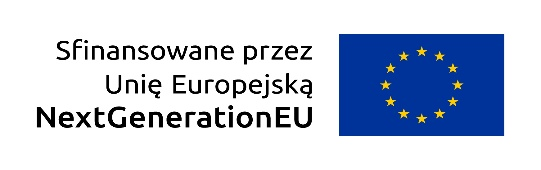 Sfinansowane przez
Unię Europejską
NextGenerationEU